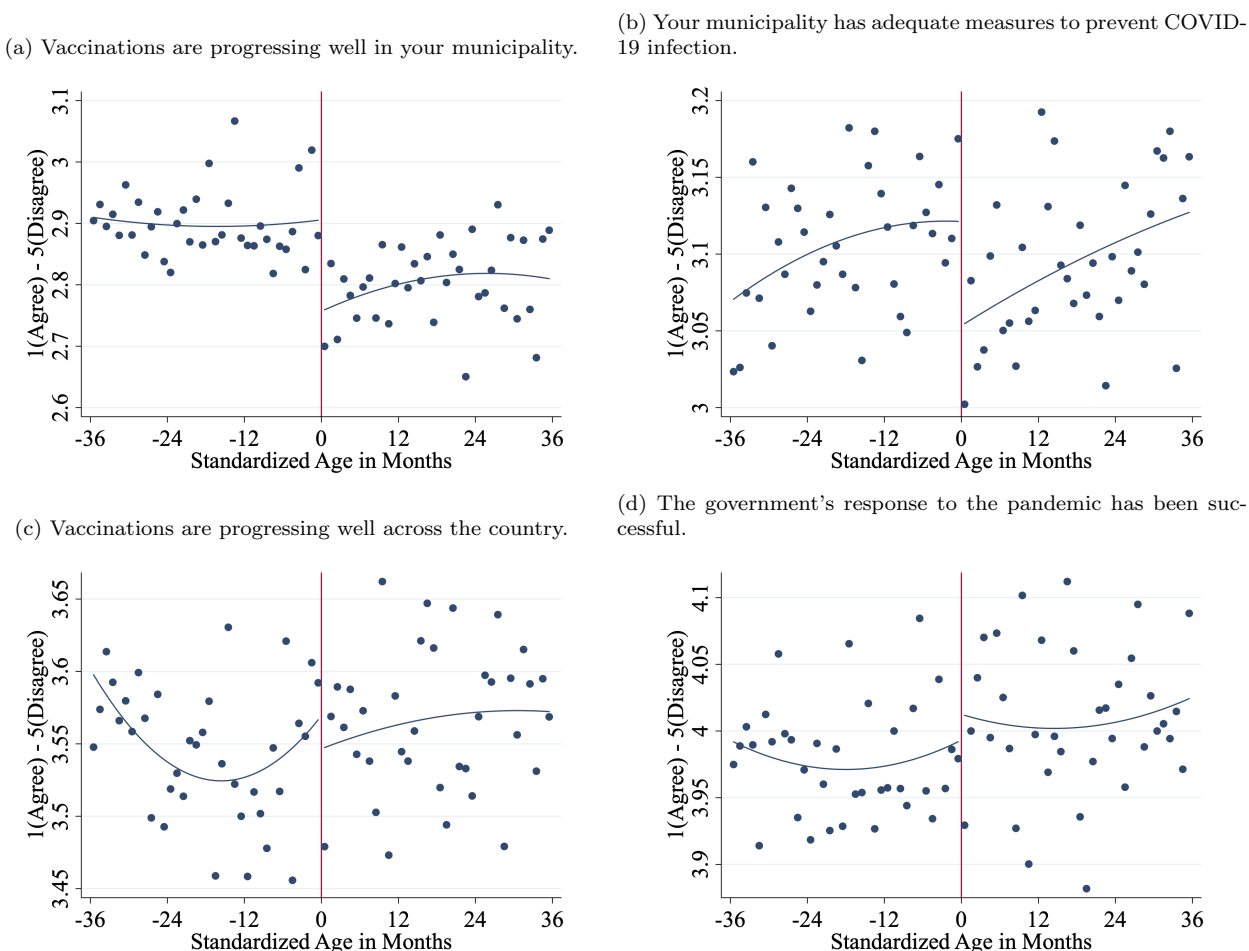 (a) Vaccinations are progressing well in your municipality.
1(Agree) - 5(Disagree)
3.1
3
2.9
2.8
2.7
2.6
-36 -24 -12 0 12 24 36
Standardized Age in Months
(b) Your municipality has adequate measures to prevent COVID-
19 infection.
1(Agree) - 5(Disagree)
3.2
3.15
3.1
3.05
3
-36 -24 -12 0 12 24 36
Standardized Age in Months
(c) Vaccinations are progressing well across the country.
1(Agree) - 5(Disagree)
3.65
3.6
3.55
3.5
3.45
-36 -24 -12 0 12 24 36
Standardized Age in Months
(d) The government's response to the pandemic has been suc-
cessful.
1(Agree) - 5(Disagree)
4.1
4.05
4
3.95
3.9
-36 -24 -12 0 12 24 36
Standardized Age in Months